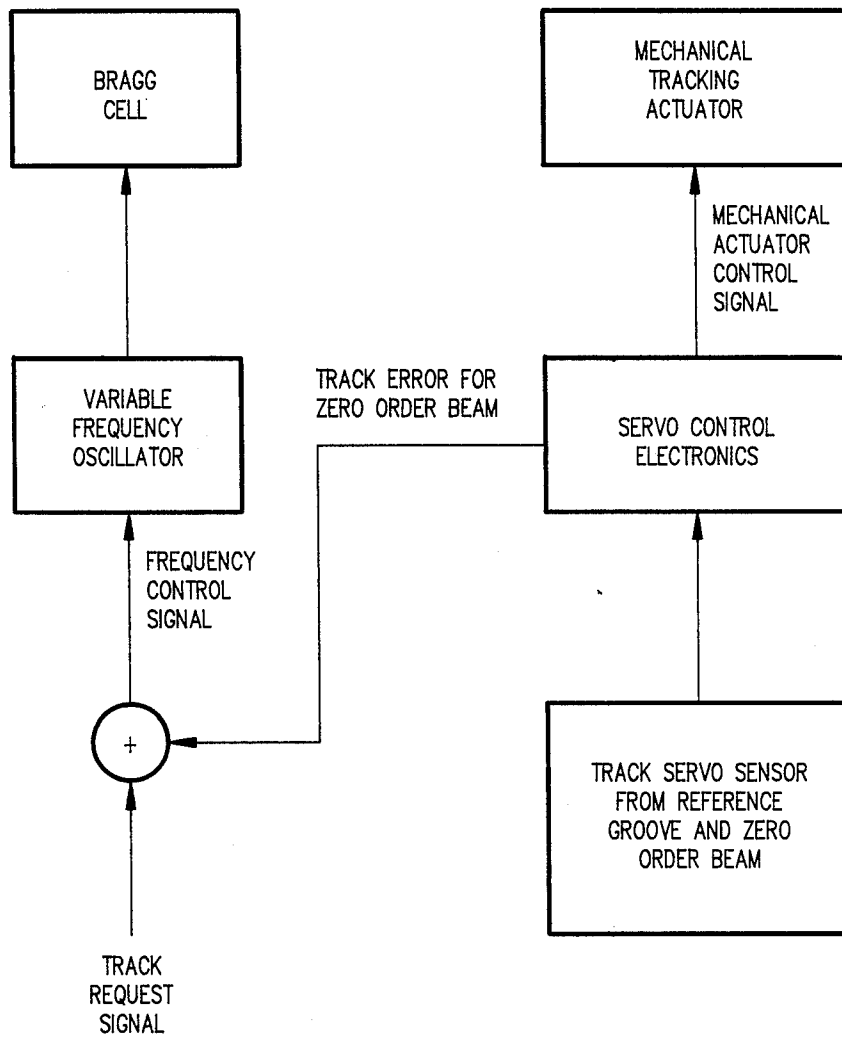 BRAGG
CELL
MECHANICAL
TRACKING
ACTUATOR
MECHANICAL
ACTUATOR
CONTROL
SIGNAL
VARIABLE
FREQUENCY
OSCILLATOR
TRACK ERROR FOR
ZERO ORDER BEAM
SERVO CONTROL
ELECTRONICS
FREQUENCY
CONTROL
SIGNAL
+
TRACK SERVO SENSOR
FROM REFERENCE
GROOVE AND ZERO
ORDER BEAM
TRACK
REQUEST
SIGNAL